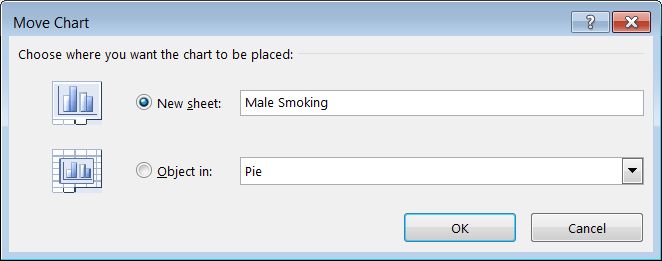 Move Chart
?
Choose where you want the chart to be placed:
New sheet: Male Smoking
Object in: Pie
OK Cancel